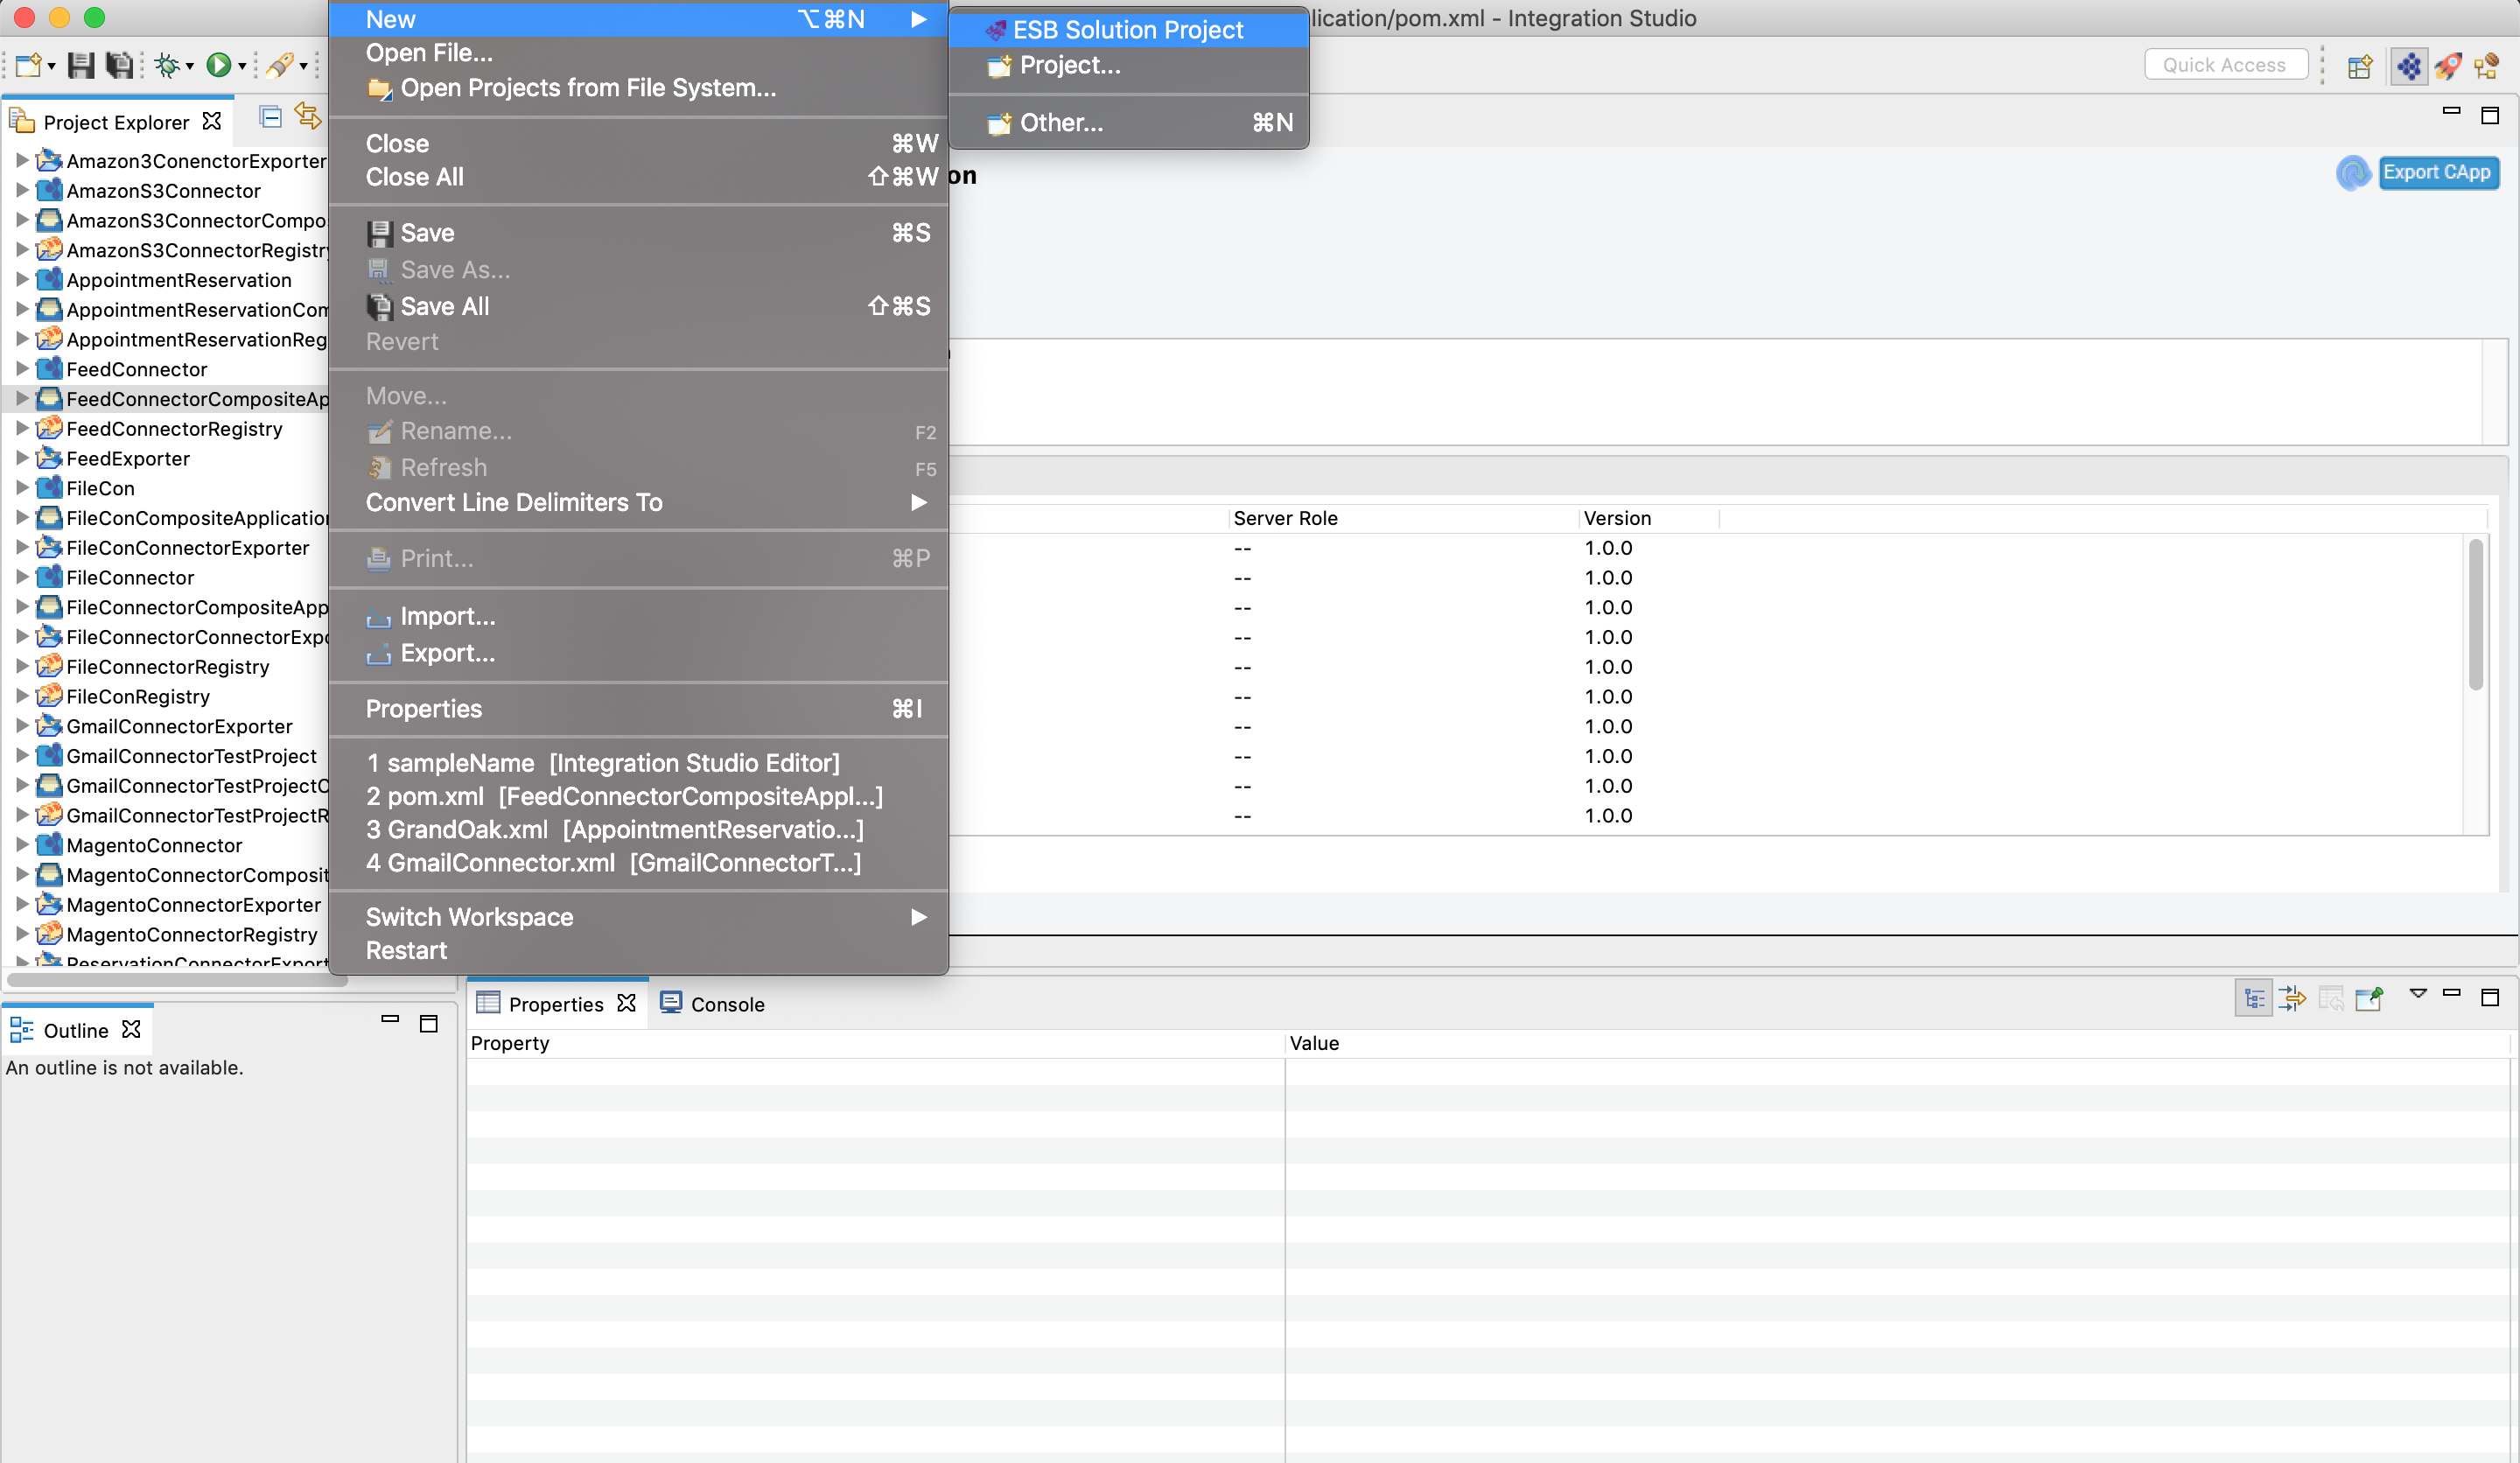 lication/pom.xml - Integration Studio
New ⌥⌘N
Open File...
Open Projects from File System...
Close ⌘W
Close All ⇧⌘W
Save ⌘S
Save As...
Save All ⇧⌘S
Revert
Move...
Rename... F2
Refresh F5
Convert Line Delimiters To
Print... ⌘P
Import...
Export...
Properties ⌘I
1 sampleName [Integration Studio Editor]
2 pom.xml [FeedConnectorCompositeAppl...]
3 GrandOak.xml [AppointmentReservatio...]
4 GmailConnector.xml [GmailConnectorT...]
Switch Workspace
Restart
ESB Solution Project
Project...
Other... ⌘N
Quick Access
Project Explorer
Amazon3ConenctorExporter
AmazonS3Connector
AmazonS3ConnectorCompo
AmazonS3ConnectorRegistry
AppointmentReservation
AppointmentReservationCom
AppointmentReservationReg
FeedConnector
FeedConnectorCompositeAp
FeedConnectorRegistry
FeedExporter
FileCon
FileConCompositeApplication
FileConConnectorExporter
FileConnector
FileConnectorCompositeApp
FileConnectorConnectorExpo
FileConnectorRegistry
FileConRegistry
GmailConnectorExporter
GmailConnectorTestProject
GmailConnectorTestProjectC
GmailConnectorTestProjectR
MagentoConnector
MagentoConnectorComposit
MagentoConnectorExporter
MagentoConnectorRegistry
ReservationConnectorExport
on
Export CApp
Server Role Version
-- 1.0.0
-- 1.0.0
-- 1.0.0
-- 1.0.0
-- 1.0.0
-- 1.0.0
-- 1.0.0
-- 1.0.0
-- 1.0.0
-- 1.0.0
Outline
An outline is not available.
Properties Console
Property Value